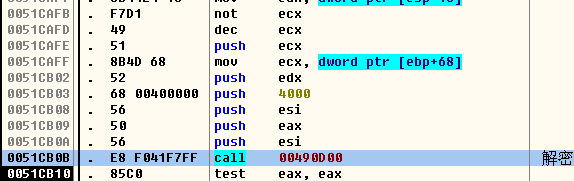 0051CAFB . F7D1 not ecx
0051CAFD . 49 dec ecx
0051CAFE . 51 push ecx
0051CAFF . 8B4D 68 mov ecx, dword ptr [ebp+68]
0051CB02 . 52 push edx
0051CB03 . 68 00400000 push 4000
0051CB08 . 56 push esi
0051CB09 . 50 push eax
0051CB0A . 56 push esi
0051CB0B . E8 F041F7FF call 00490D00 解密
0051CB10 . 85C0 test eax, eax